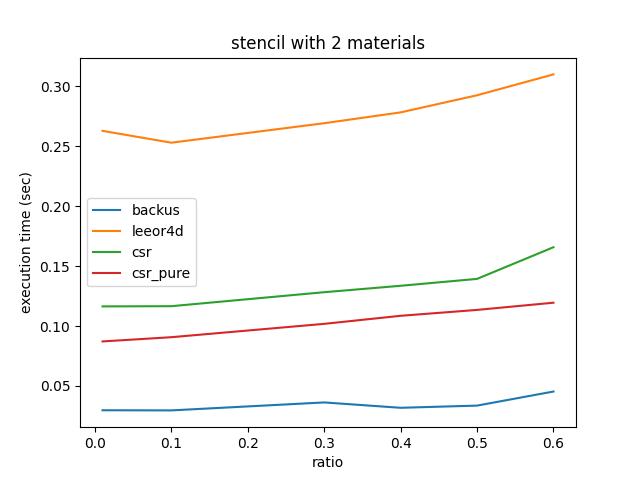 stencil with 2 materials
execution time (sec)
0.30
0.25
0.20
0.15
0.10
0.05
backus
leeor4d
csr
csr_pure
0.0 0.1 0.2 0.3 0.4 0.5 0.6
ratio